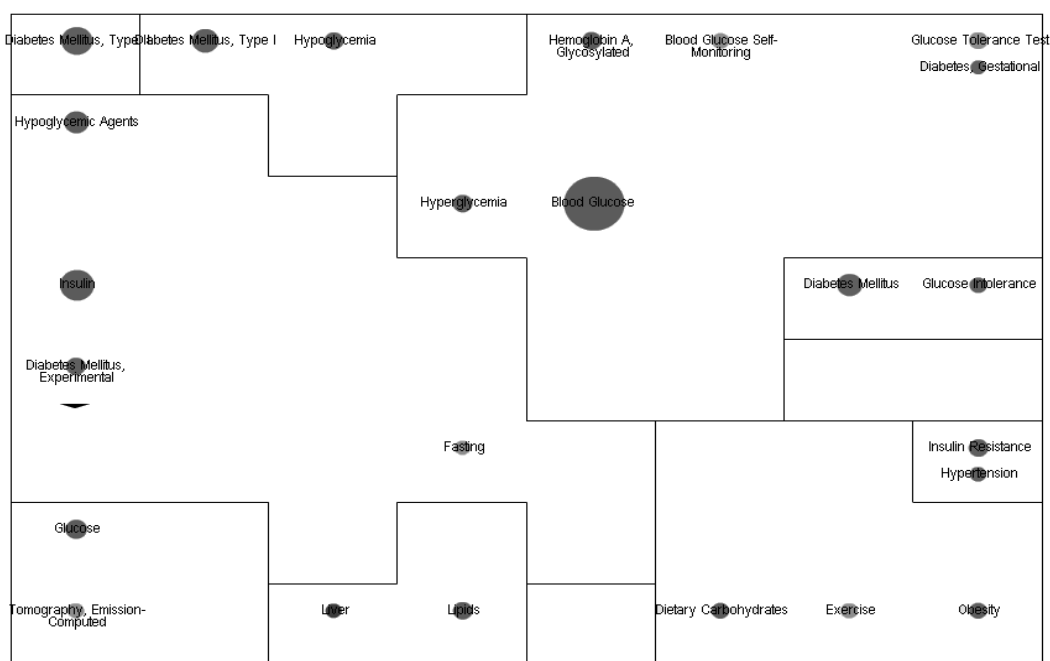 Diabetes Mellitus, Type II
Diabetes Mellitus, Type I
Hypoglycemia
Hemoglobin A,
Glycosylated
Blood Glucose Self-
Monitoring
Glucose Tolerance Test
Diabetes, Gestational
Hypoglycemic Agents
Hyperglycemia
Blood Glucose
Insulin
Diabetes Mellitus
Glucose Intolerance
Diabetes Mellitus,
Experimental
Fasting
Insulin Resistance
Hypertension
Glucose
Tomography, Emission-
Computed
Liver
Lipids
Dietary Carbohydrates
Exercise
Obesity